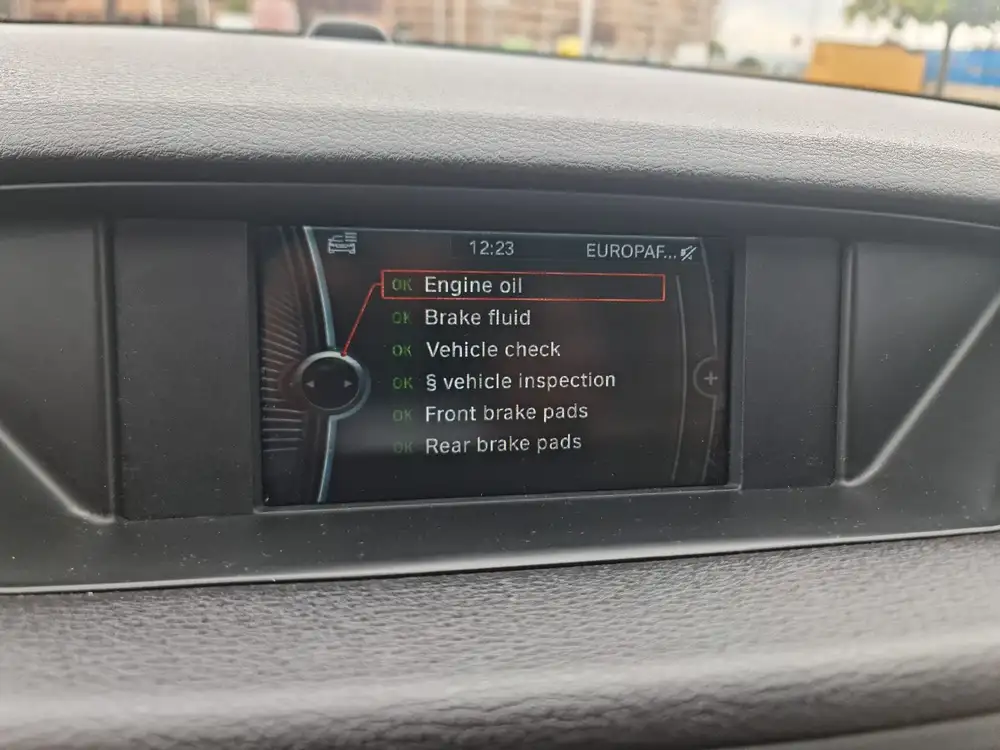 12:23 EUROPAF...
OK Engine oil
OK Brake fluid
OK Vehicle check
OK § vehicle inspection
OK Front brake pads
OK Rear brake pads